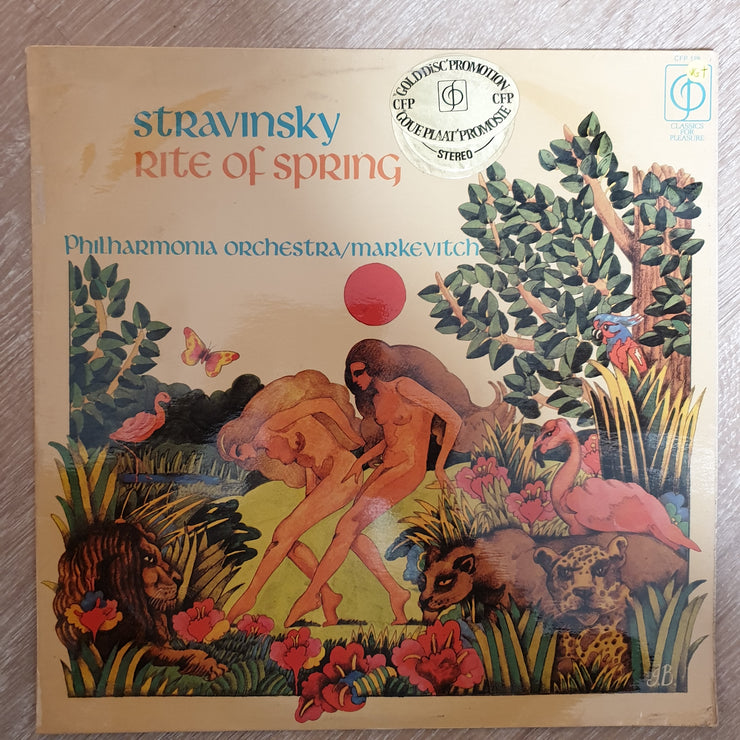 stravinsky
Rite of Spring
Philharmonia Orchestra/Markevitch
"GOLD DISC" PROMOTION
CFP CFP
"GOUE PLAAT" PROMOSIE
STEREO
CLASSICS
FOR
PLEASURE
J.B.